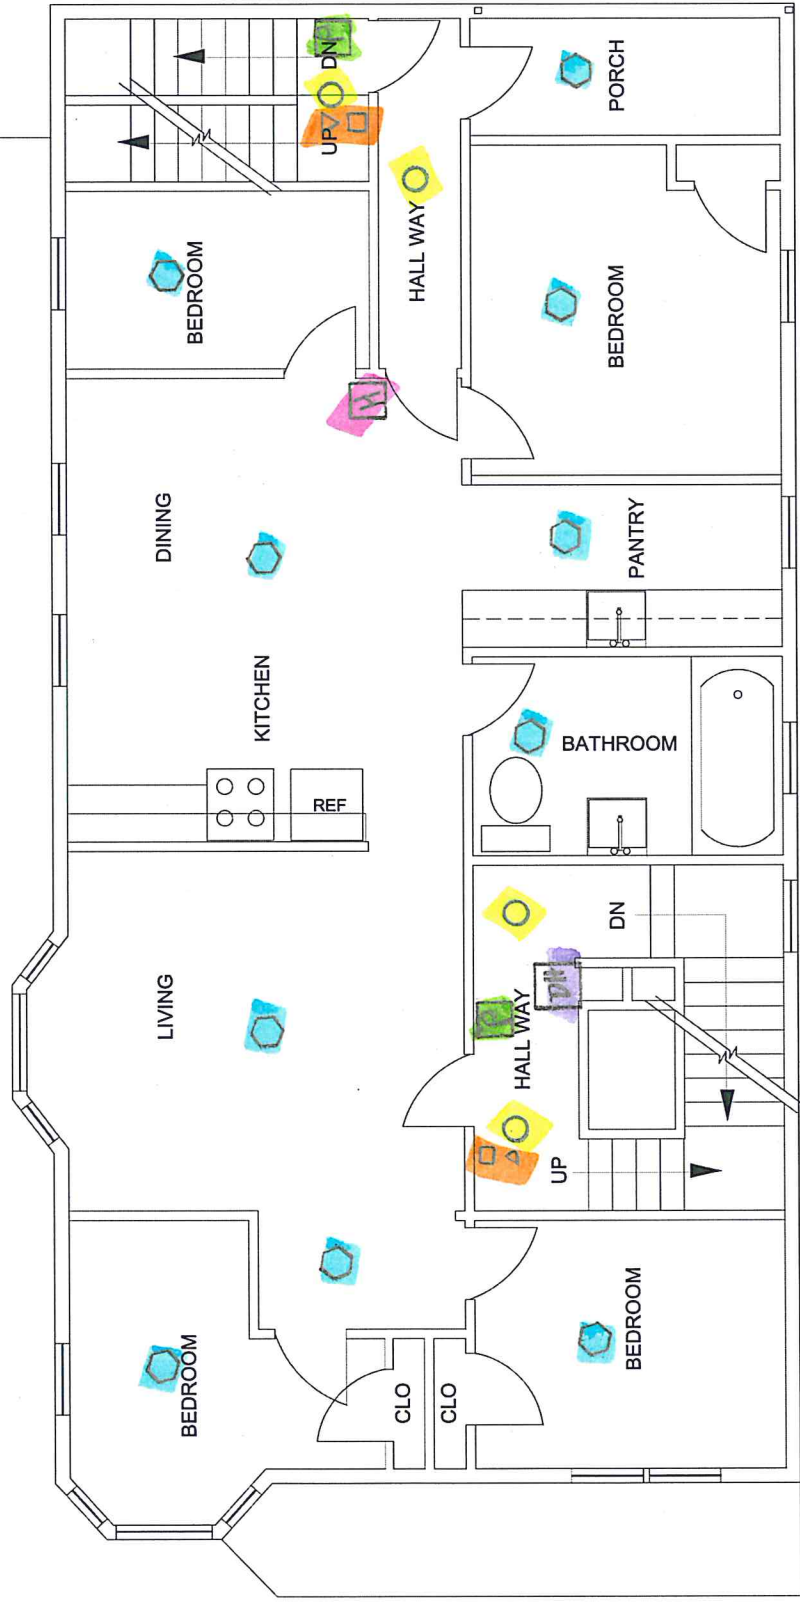 DN
P
UP
PORCH
HALL WAY
BEDROOM
BEDROOM
H
DINING
PANTRY
KITCHEN
BATHROOM
REF
DN
LIVING
DH
P
HALL WAY
UP
BEDROOM
BEDROOM
CLO
CLO